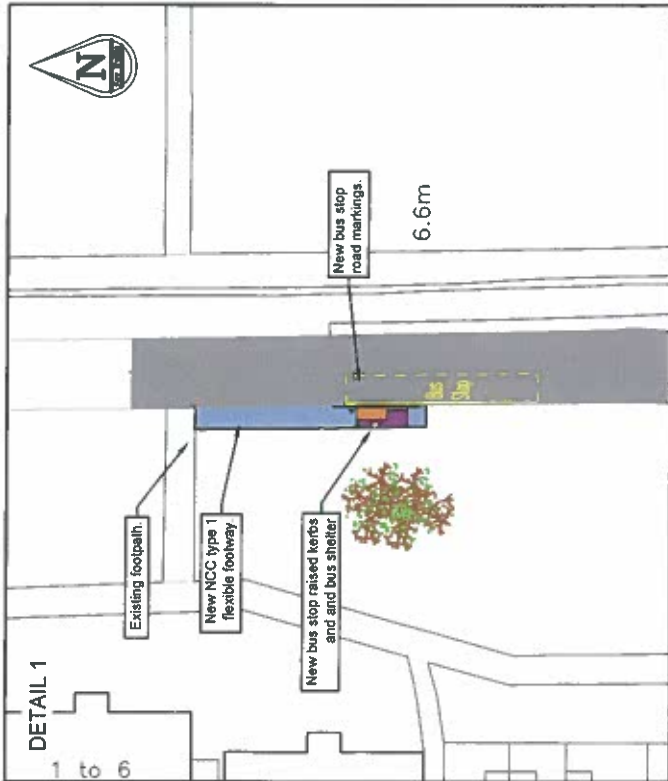 DETAIL 1
1 to 6
N
Existing footpath.
New NCC type 1
flexible footway
New bus stop raised kerbs
and and bus shelter
New bus stop
road markings.
6.6m
Bus
Stop